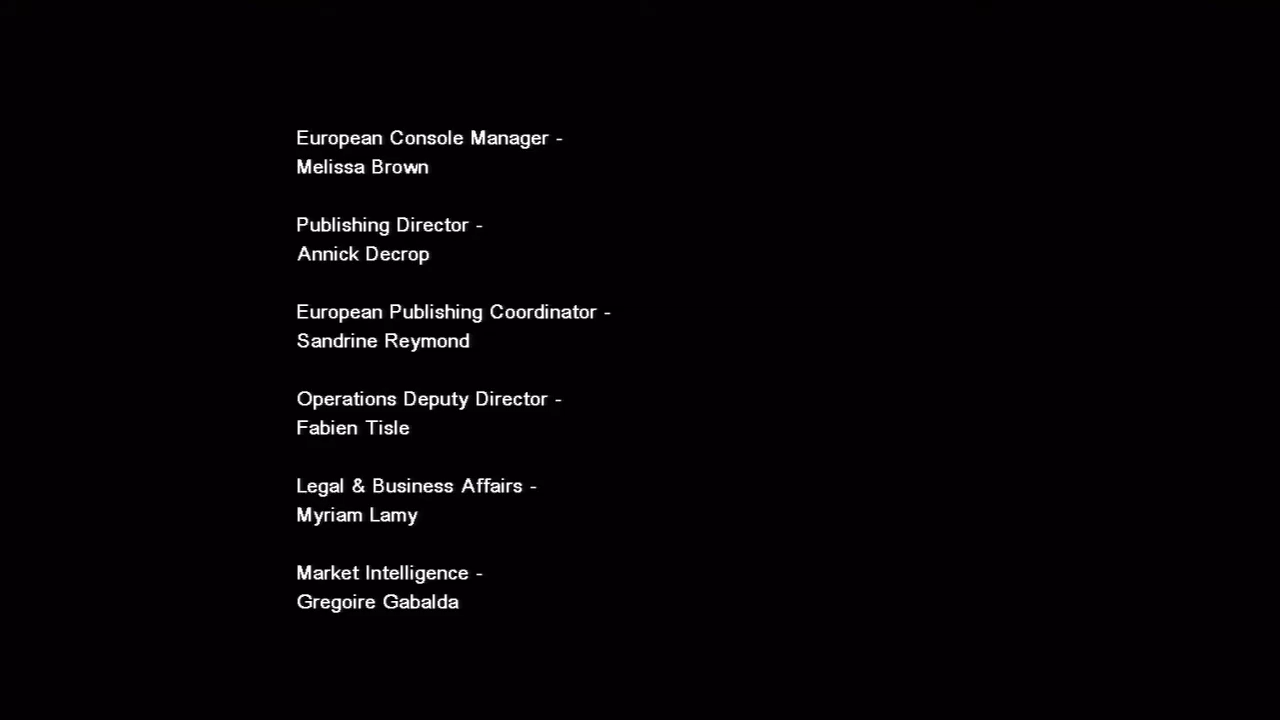 European Console Manager -
Melissa Brown
Publishing Director -
Annick Decrop
European Publishing Coordinator -
Sandrine Reymond
Operations Deputy Director -
Fabien Tisle
Legal & Business Affairs -
Myriam Lamy
Market Intelligence -
Gregoire Gabalda